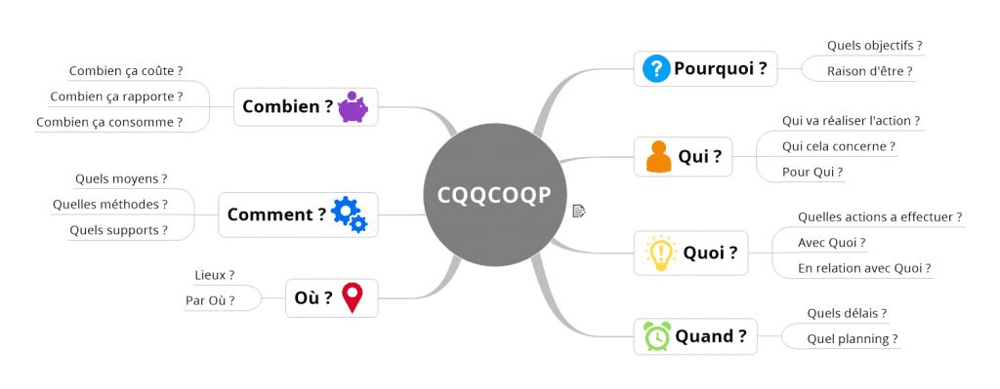 CQQCOQP
Pourquoi ?
Quels objectifs ?
Raison d'être ?
Qui ?
Qui va réaliser l'action ?
Qui cela concerne ?
Pour Qui ?
Quoi ?
Quelles actions a effectuer ?
Avec Quoi ?
En relation avec Quoi ?
Quand ?
Quels délais ?
Quel planning ?
Combien ?
Combien ça coûte ?
Combien ça rapporte ?
Combien ça consomme ?
Comment ?
Quels moyens ?
Quelles méthodes ?
Quels supports ?
Où ?
Lieux ?
Par Où ?